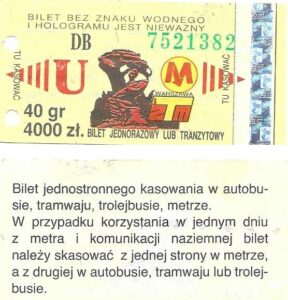 BILET BEZ ZNAKU WODNEGO
I HOLOGRAMU JEST NIEWAŻNY
DB 7521382
TU KASOWAĆ
U
M
WARSZAWA
ZTM
TU KASOWAĆ
40 gr
4000 zł. BILET JEDNORAZOWY LUB TRANZYTOWY
Bilet jednostronnego kasowania w autobu-
sie, tramwaju, trolejbusie, metrze.
W przypadku korzystania w jednym dniu
z metra i komunikacji naziemnej bilet
należy skasować z jednej strony w metrze,
a z drugiej w autobusie, tramwaju lub trolej-
busie.